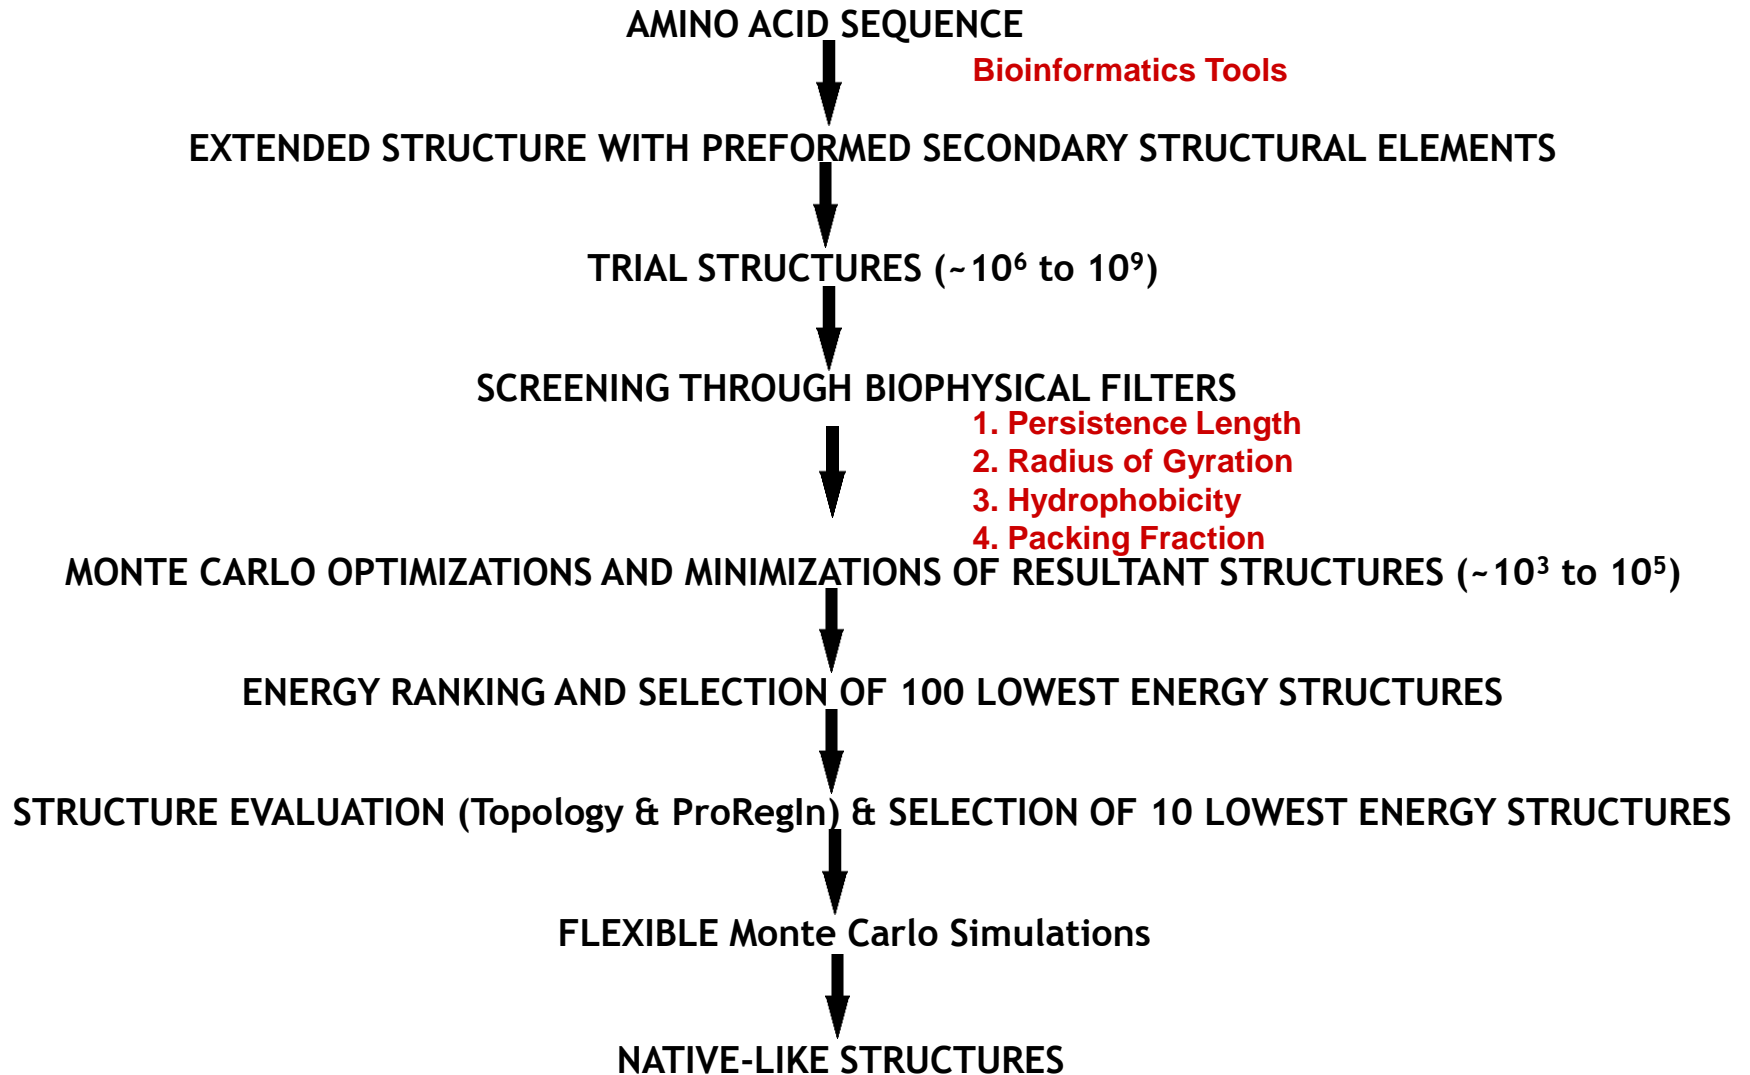 AMINO ACID SEQUENCE
Bioinformatics Tools
EXTENDED STRUCTURE WITH PREFORMED SECONDARY STRUCTURAL ELEMENTS
TRIAL STRUCTURES (~10⁶ to 10⁹)
SCREENING THROUGH BIOPHYSICAL FILTERS
1. Persistence Length
2. Radius of Gyration
3. Hydrophobicity
4. Packing Fraction
MONTE CARLO OPTIMIZATIONS AND MINIMIZATIONS OF RESULTANT STRUCTURES (~10³ to 10⁵)
ENERGY RANKING AND SELECTION OF 100 LOWEST ENERGY STRUCTURES
STRUCTURE EVALUATION (Topology & ProRegIn) & SELECTION OF 10 LOWEST ENERGY STRUCTURES
FLEXIBLE Monte Carlo Simulations
NATIVE-LIKE STRUCTURES